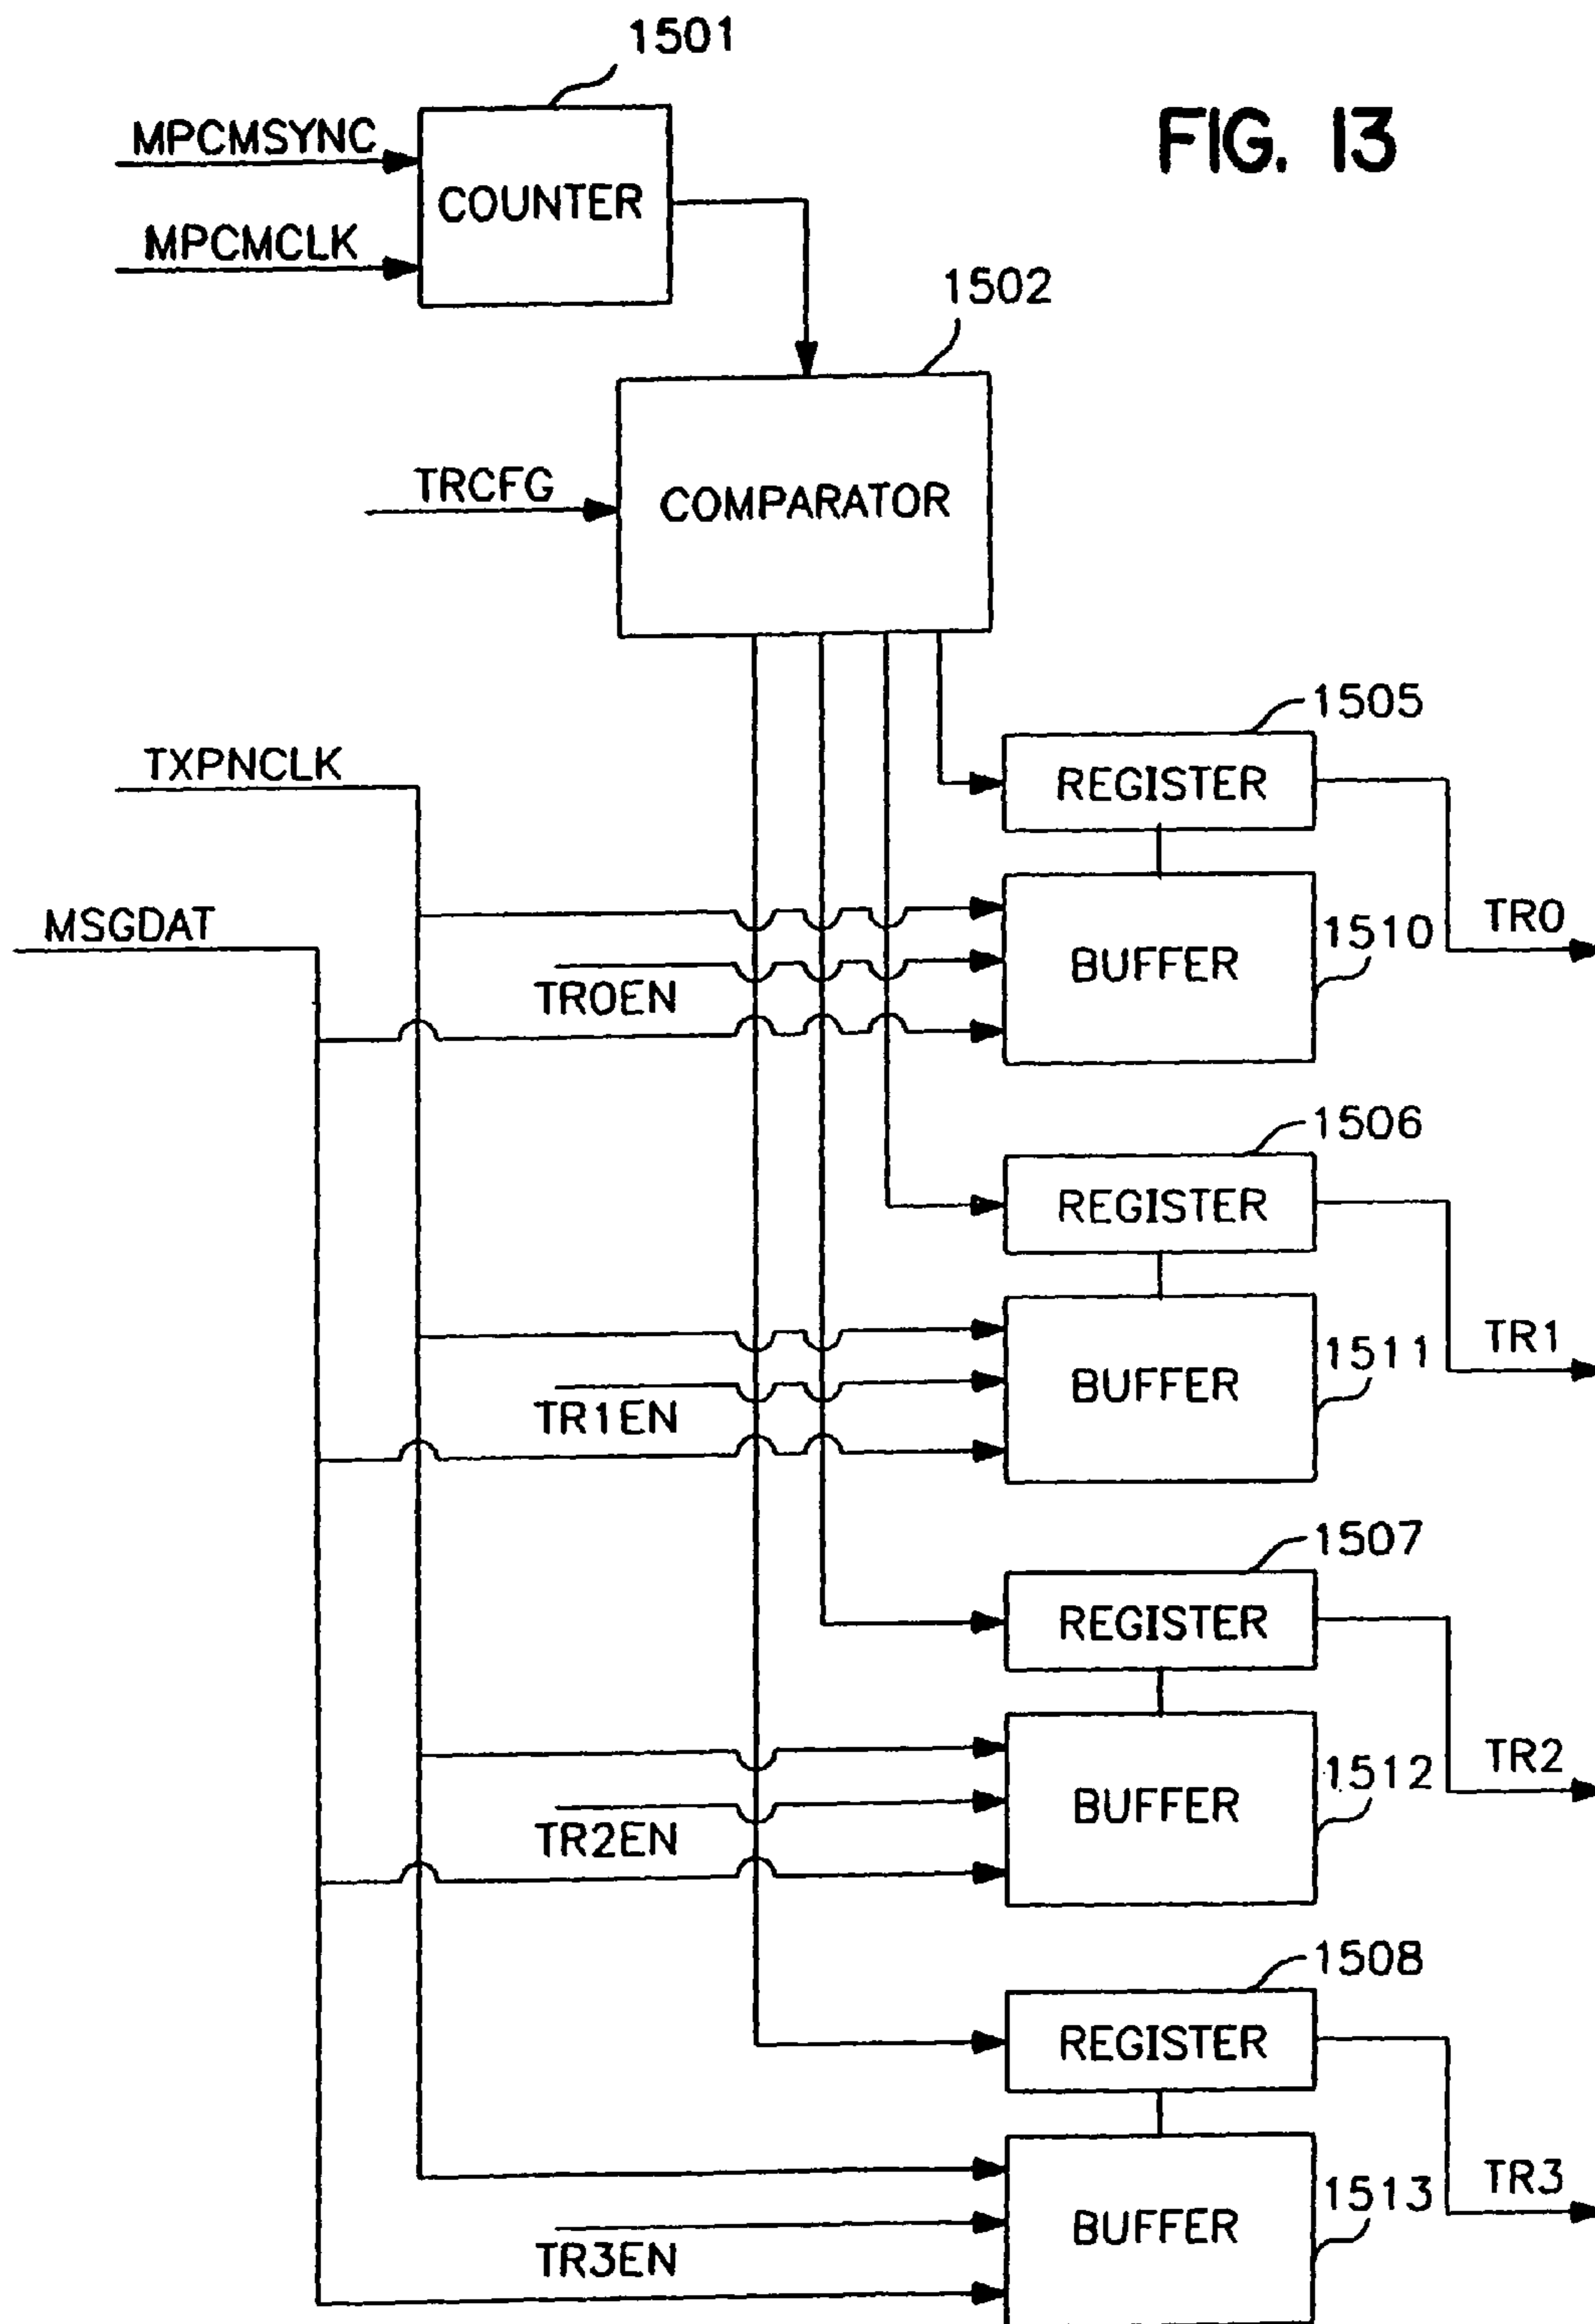 1501
FIG. 13
MPCMSYNC
COUNTER
MPCMCLK
1502
TRCFG
COMPARATOR
1505
TXPNCLK
REGISTER
MSGDAT
TR0
1510
BUFFER
TR0EN
1506
REGISTER
TR1
1511
BUFFER
TR1EN
1507
REGISTER
TR2
1512
BUFFER
TR2EN
1508
REGISTER
TR3
1513
BUFFER
TR3EN